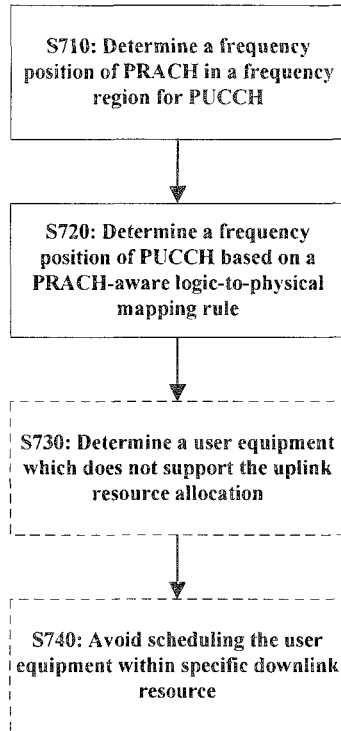 S710: Determine a frequency
position of PRACH in a frequency
region for PUCCH
S720: Determine a frequency
position of PUCCH based on a
PRACH-aware logic-to-physical
mapping rule
S730: Determine a user equipment
which does not support the uplink
resource allocation
S740: Avoid scheduling the user
equipment within specific downlink
resource